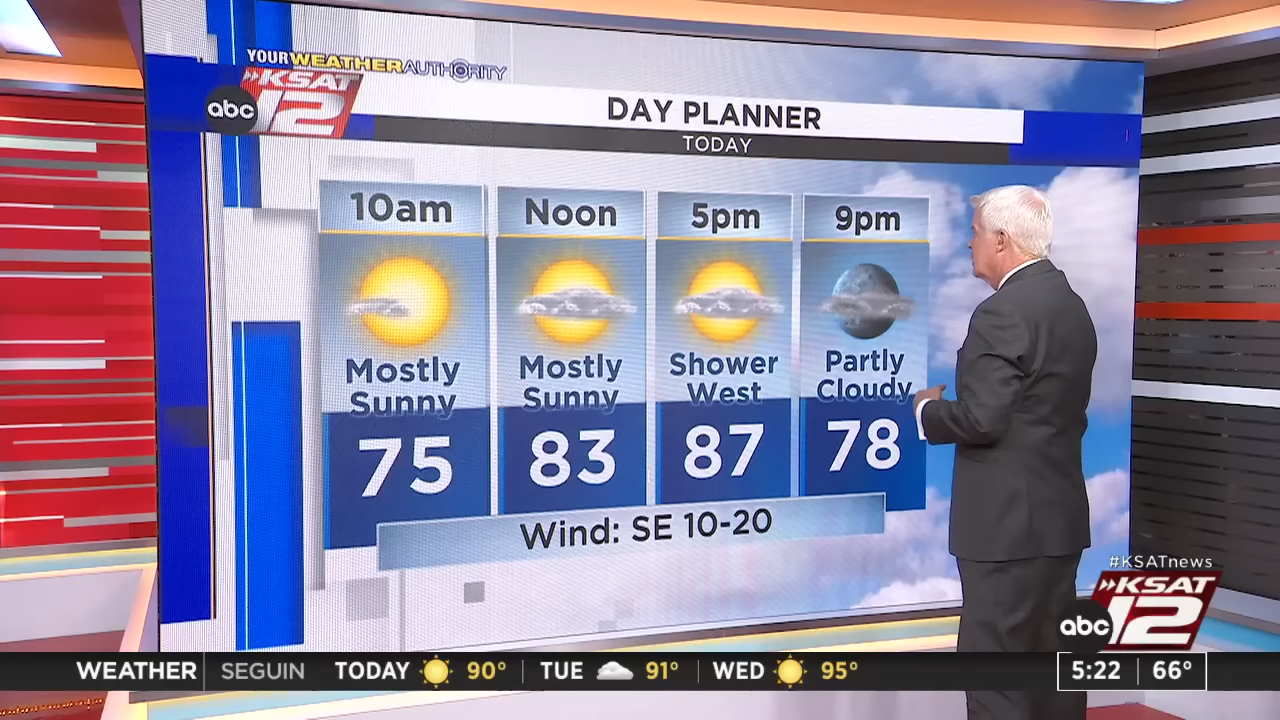 YOUR WEATHER AUTHORITY
abc KSAT 12
DAY PLANNER
TODAY
10am
Noon
5pm
9pm
Mostly
Sunny
Mostly
Sunny
Shower
West
Partly
Cloudy
75
83
87
78
Wind: SE 10-20
#KSATnews
abc KSAT 12
WEATHER SEGUIN TODAY 90° TUE 91° WED 95° 5:22 66°